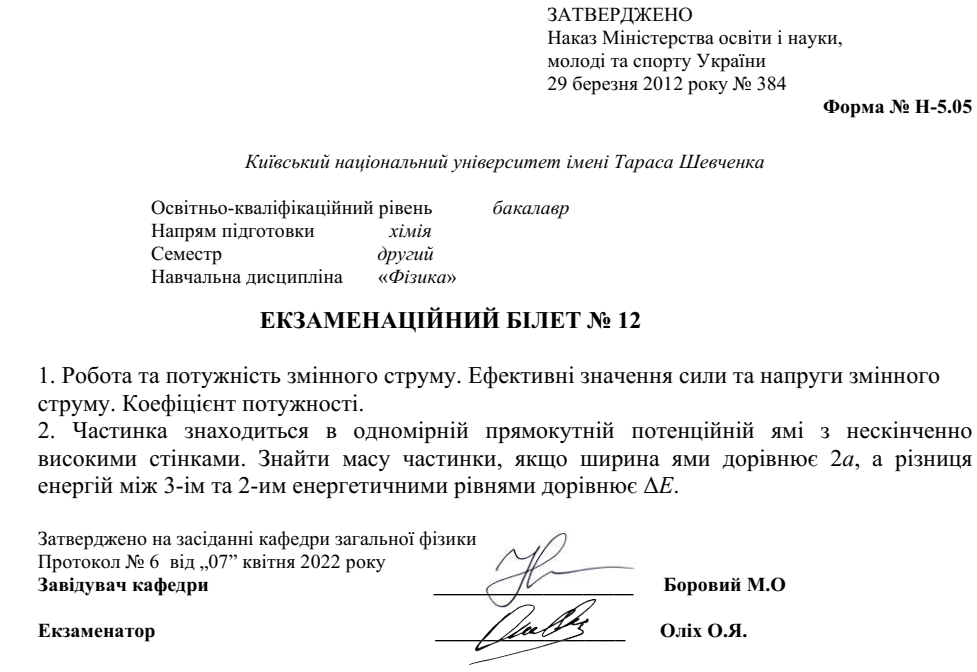 ЗАТВЕРДЖЕНО
Наказ Міністерства освіти і науки,
молоді та спорту України
29 березня 2012 року № 384
Форма № Н-5.05
Київський національний університет імені Тараса Шевченка
Освітньо-кваліфікаційний рівень бакалавр
Напрям підготовки хімія
Семестр другий
Навчальна дисципліна «Фізика»
ЕКЗАМЕНАЦІЙНИЙ БІЛЕТ № 12
1. Робота та потужність змінного струму. Ефективні значення сили та напруги змінного
струму. Коефіцієнт потужності.
2. Частинка знаходиться в одномірній прямокутній потенційній ямі з нескінченно
високими стінками. Знайти масу частинки, якщо ширина ями дорівнює 2a, а різниця
енергій між 3-ім та 2-им енергетичними рівнями дорівнює ΔE.
Затверджено на засіданні кафедри загальної фізики
Протокол № 6 від „07” квітня 2022 року
Завідувач кафедри Боровий М.О
Екзаменатор Оліх О.Я.